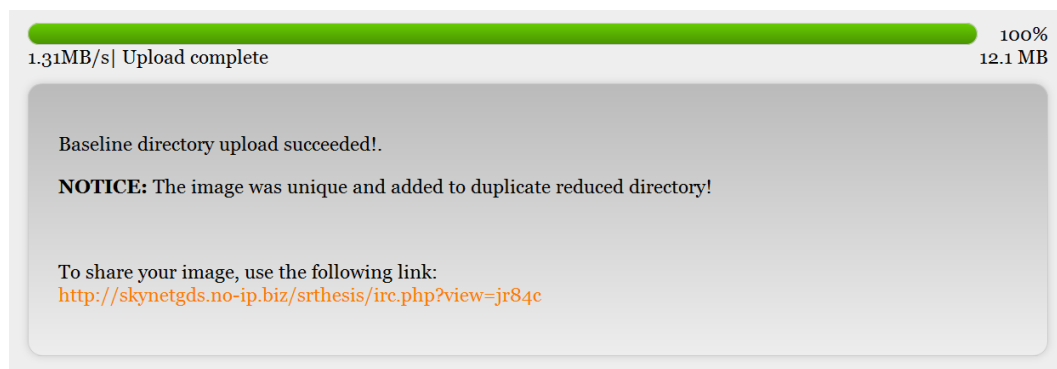 100%
1.31MB/s| Upload complete
12.1 MB
Baseline directory upload succeeded!.
NOTICE: The image was unique and added to duplicate reduced directory!
To share your image, use the following link:
http://skynetgds.no-ip.biz/srthesis/irc.php?view=jr84c